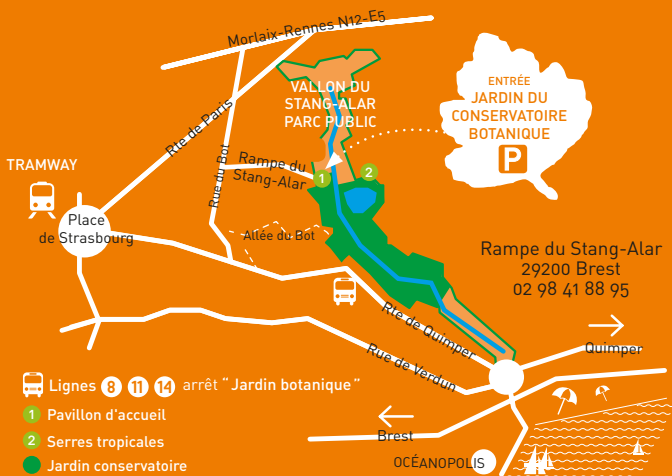 Morlaix-Rennes N12-E5
VALLON DU
STANG-ALAR
PARC PUBLIC
ENTRÉE
JARDIN DU
CONSERVATOIRE
BOTANIQUE
P
Rte de Paris
TRAMWAY
Rue du Bot
Rampe du
Stang-Alar
1
2
Place
de Strasbourg
Allée du Bot
Rampe du Stang-Alar
29200 Brest
02 98 41 88 95
Rte de Quimper
Rue de Verdun
Quimper
Lignes 8 11 14 arrêt "Jardin botanique"
1 Pavillon d'accueil
2 Serres tropicales
Jardin conservatoire
Brest
OCÉANOPOLIS